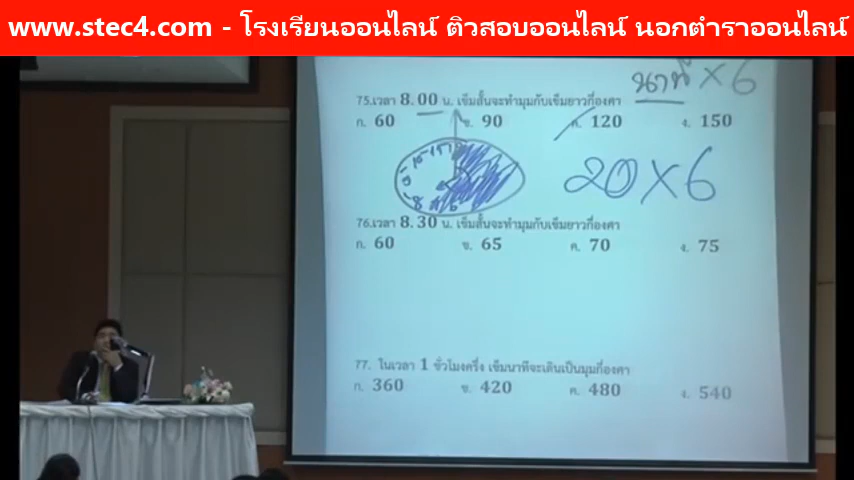 www.stec4.com - โรงเรียนออนไลน์ ติวสอบออนไลน์ นอกตำราออนไลน์
นาที × 6
75.เวลา 8.00 น. เข็มสั้นจะทำมุมกับเข็มยาวกี่องศา
ก. 60 ข. 90 ค. 120 ง. 150
20 × 6
76.เวลา 8.30 น. เข็มสั้นจะทำมุมกับเข็มยาวกี่องศา
ก. 60 ข. 65 ค. 70 ง. 75
77. ในเวลา 1 ชั่วโมงครึ่ง เข็มนาทีจะเดินเป็นมุมกี่องศา
ก. 360 ข. 420 ค. 480 ง. 540